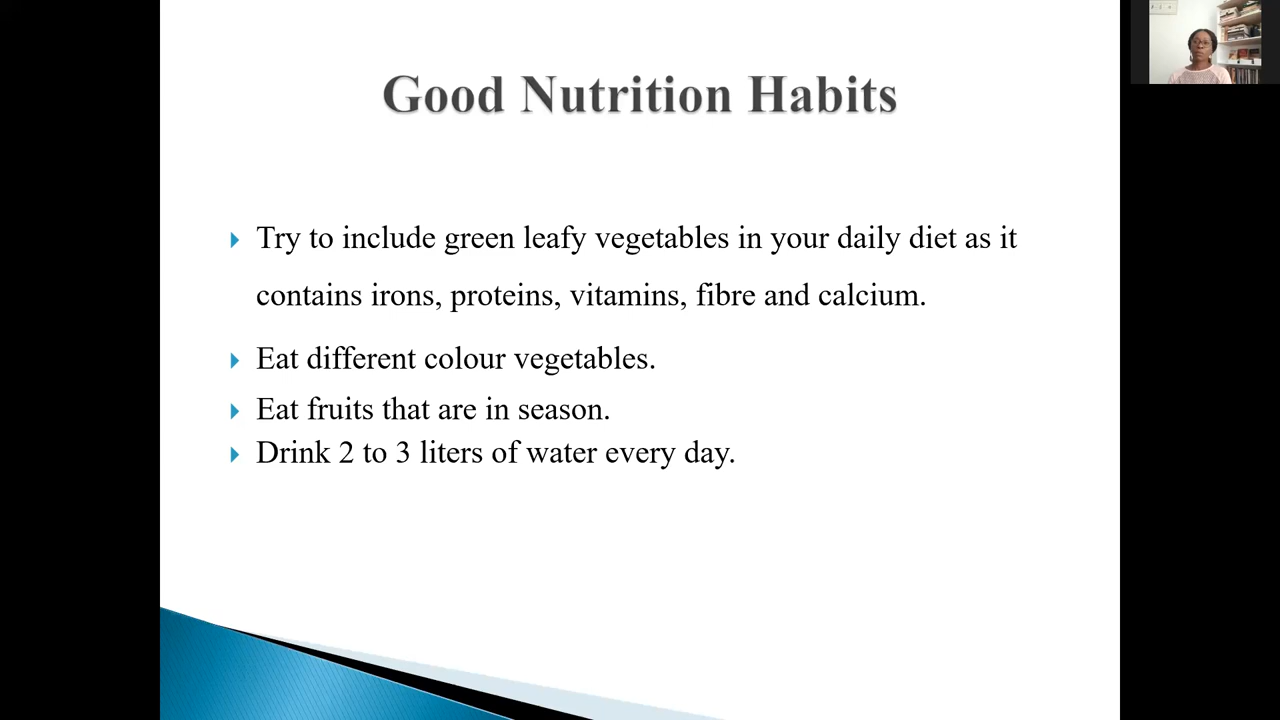 Good Nutrition Habits
Try to include green leafy vegetables in your daily diet as it
contains irons, proteins, vitamins, fibre and calcium.
Eat different colour vegetables.
Eat fruits that are in season.
Drink 2 to 3 liters of water every day.